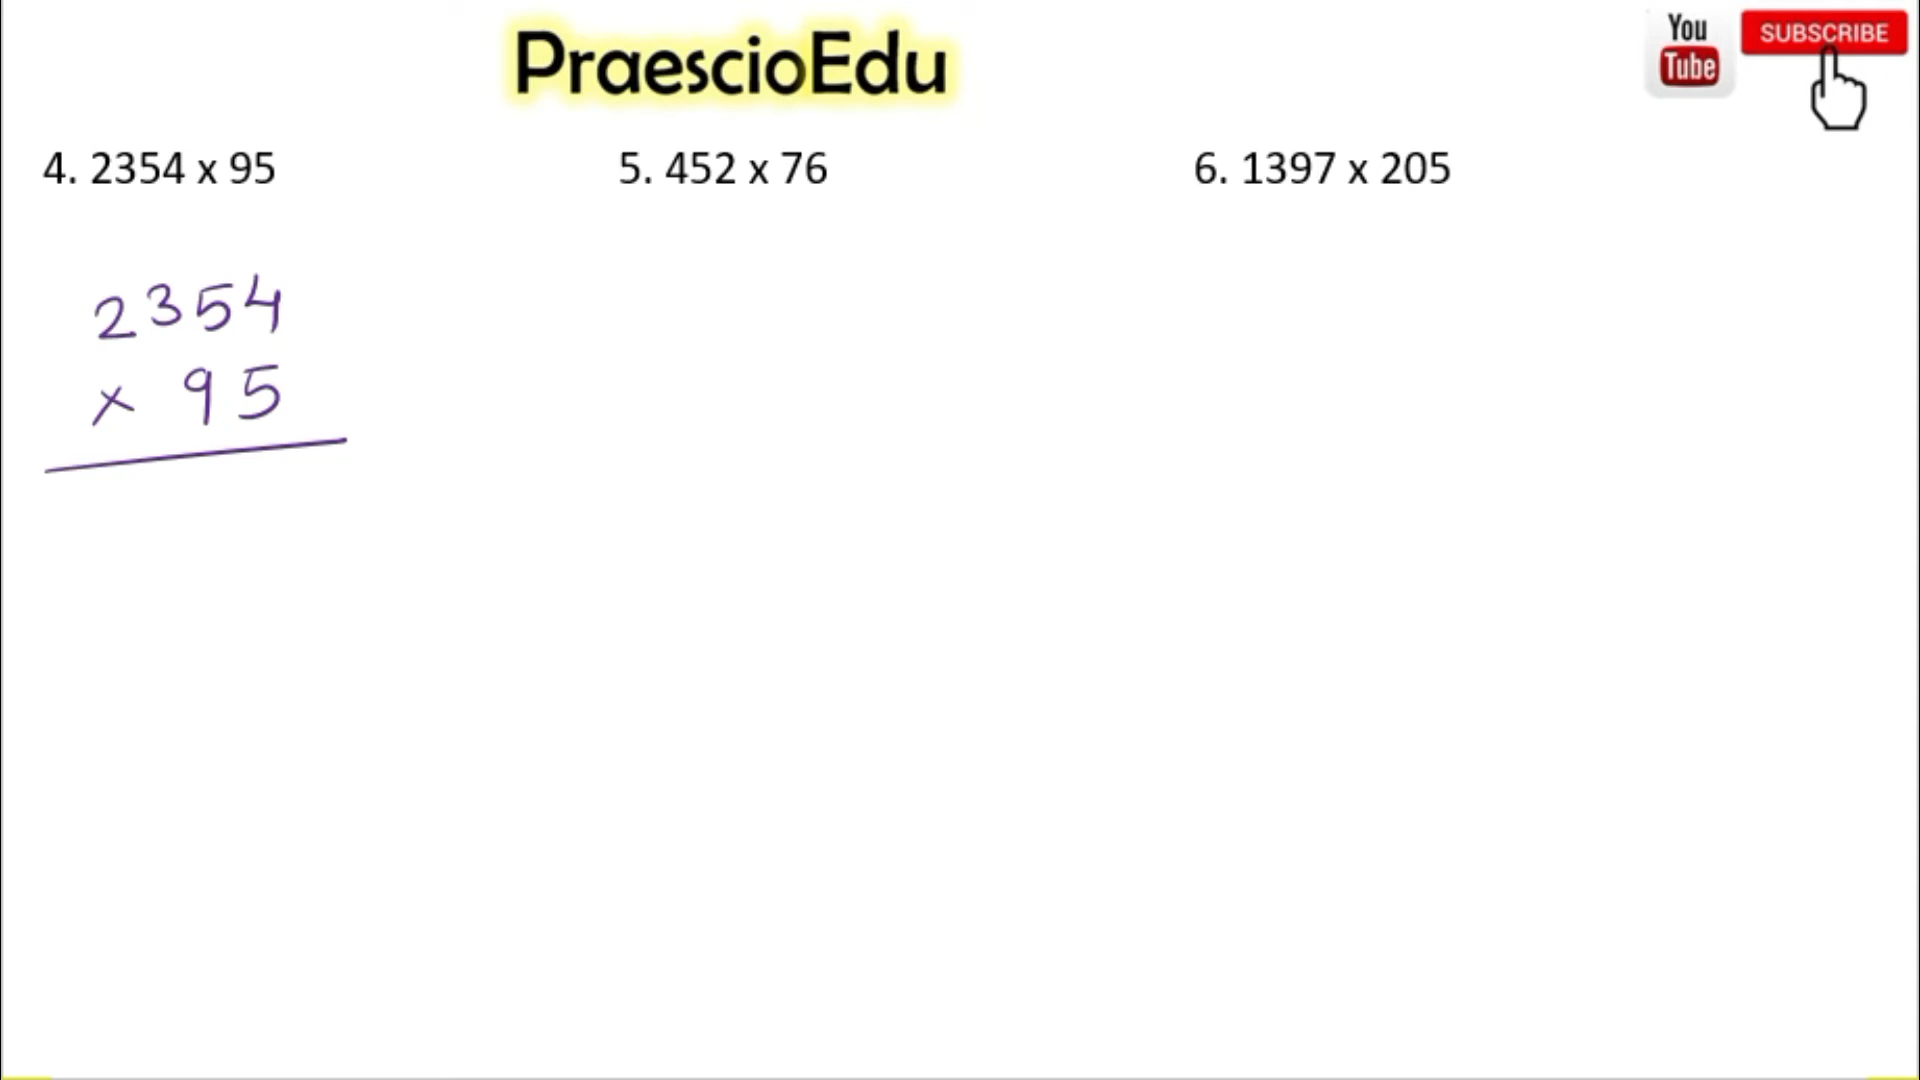 PraescioEdu
You
Tube
SUBSCRIBE
4. 2354 x 95
5. 452 x 76
6. 1397 x 205
2354
x 95